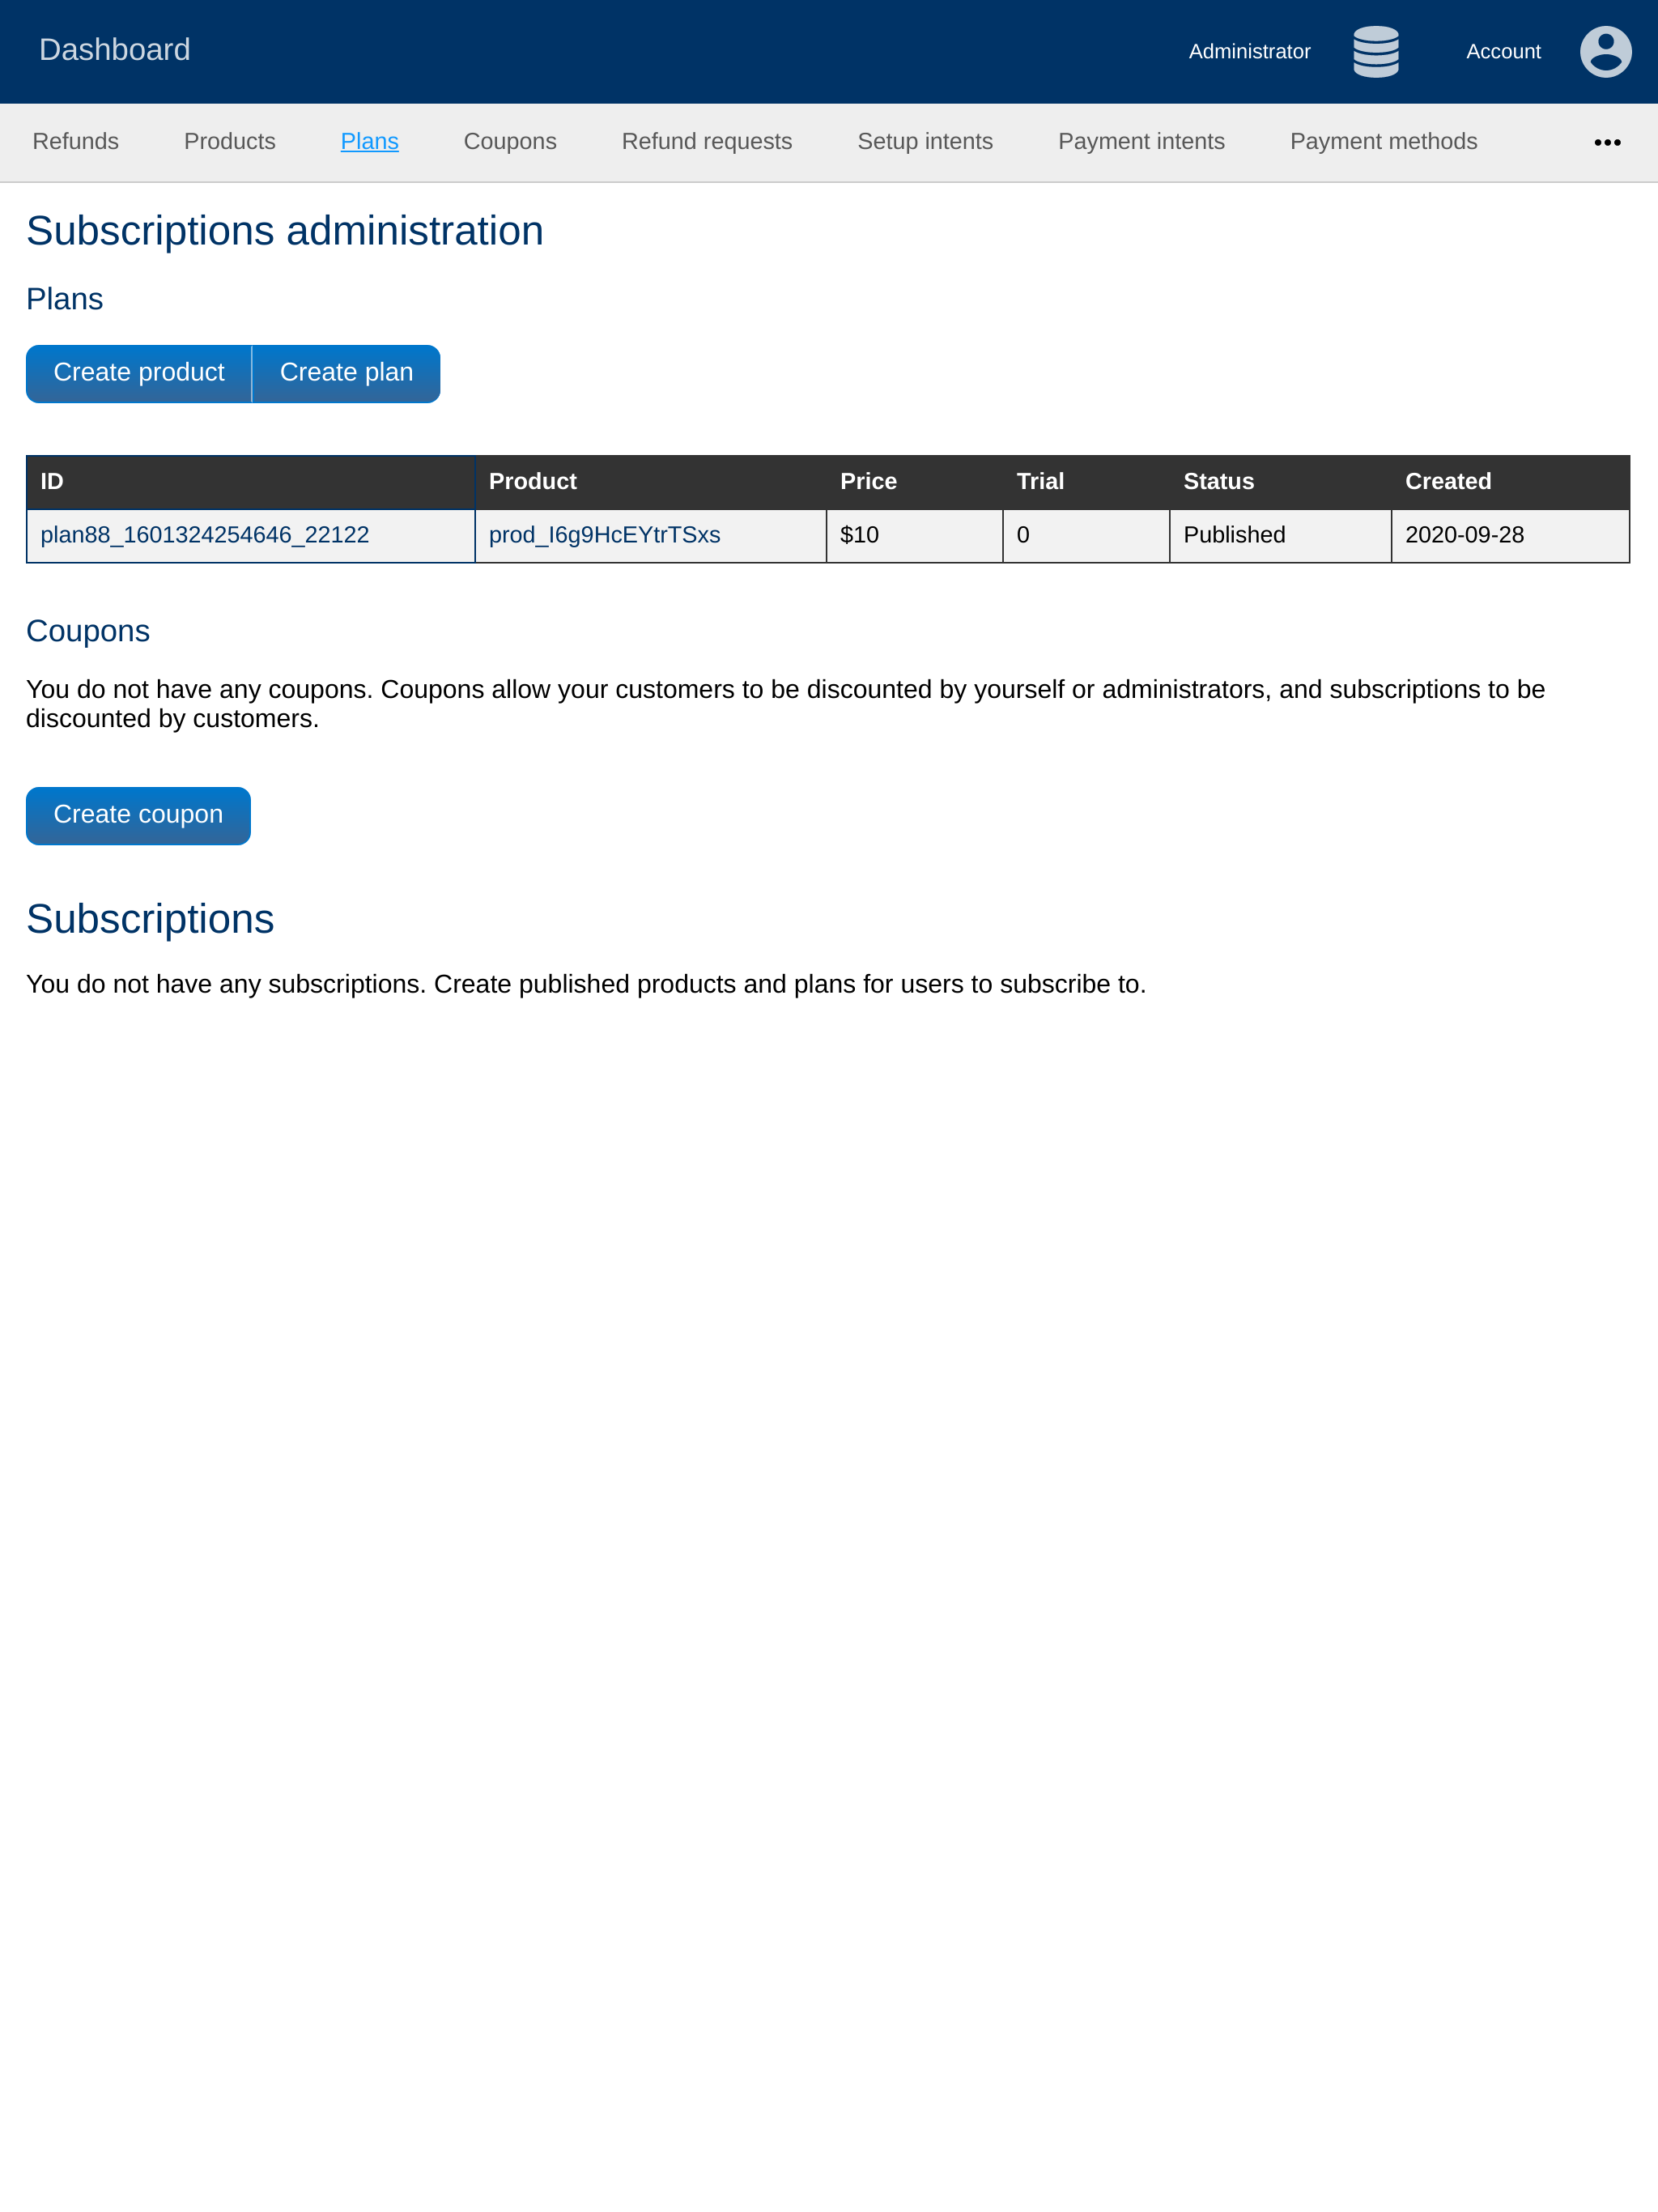 Dashboard Administrator Account
Refunds Products Plans Coupons Refund requests Setup intents Payment intents Payment methods •••
Subscriptions administration
Plans
Create product Create plan
ID Product Price Trial Status Created
plan88_1601324254646_22122 prod_I6g9HcEYtrTSxs $10 0 Published 2020-09-28
Coupons
You do not have any coupons. Coupons allow your customers to be discounted by yourself or administrators, and subscriptions to be
discounted by customers.
Create coupon
Subscriptions
You do not have any subscriptions. Create published products and plans for users to subscribe to.